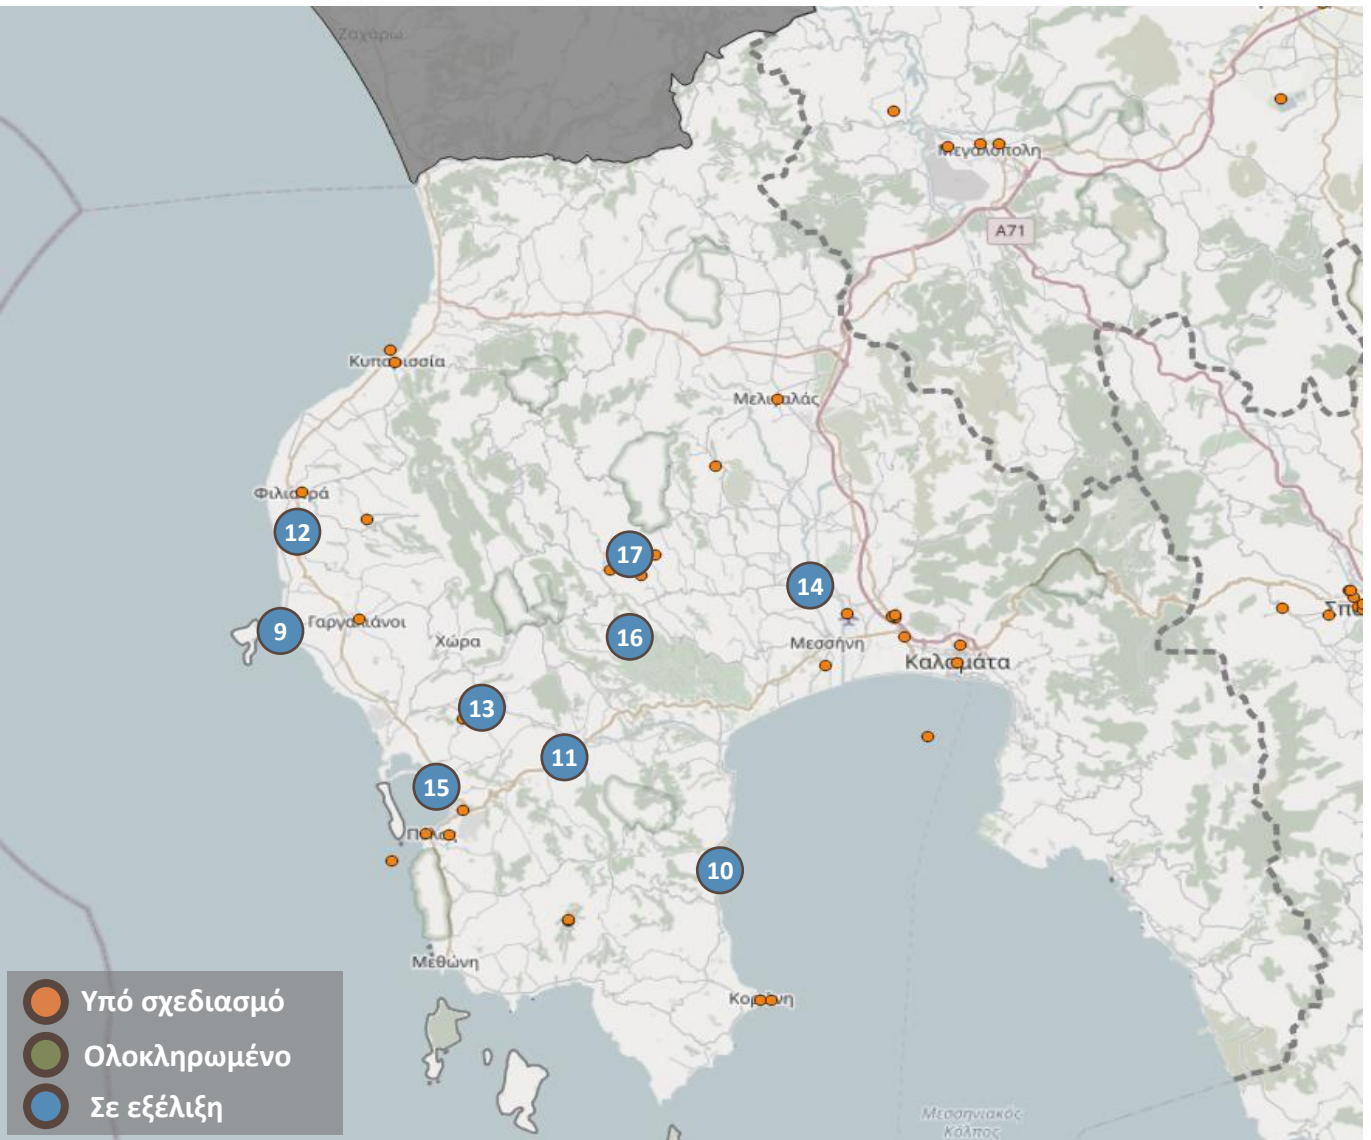 Ζαχάρω
Μεγαλόπολη
A71
Κυπαρισσία
Μελιγαλάς
Φιλιατρά
12
17
14
9
Γαργαλιάνοι
Χώρα
16
Μεσσήνη
Καλαμάτα
13
11
15
Πύλος
10
Μεθώνη
Κορώνη
Υπό σχεδιασμό
Ολοκληρωμένο
Σε εξέλιξη
Μεσσηνιακός
Κόλπος